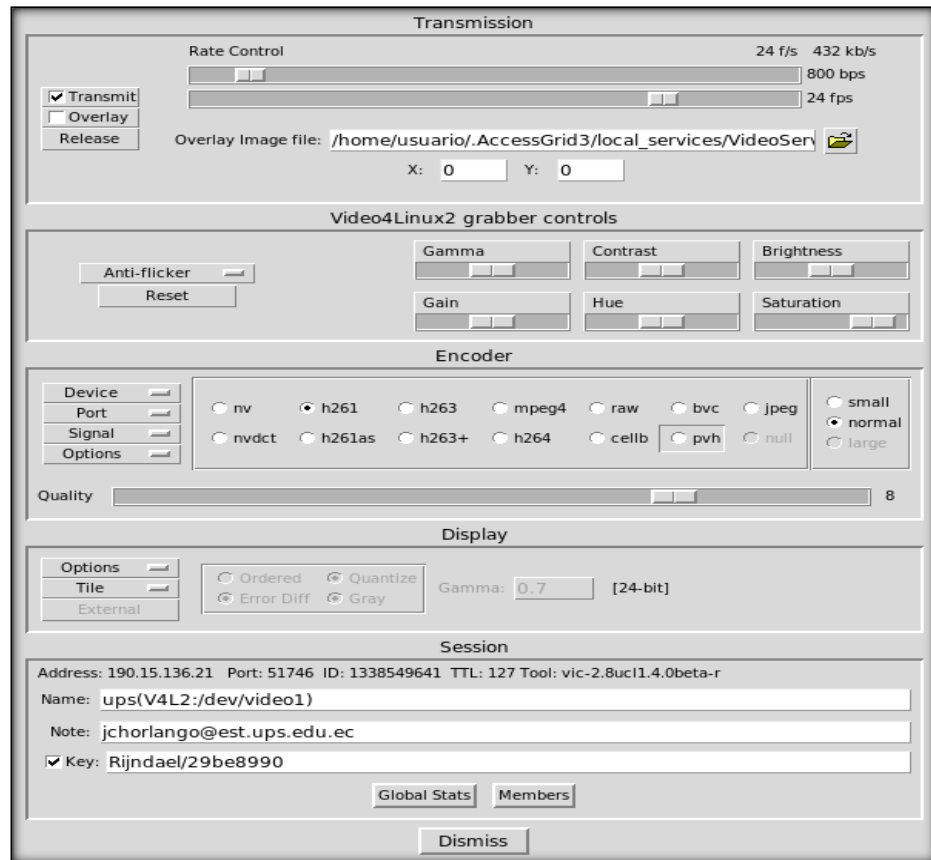 Transmission
Rate Control 24 f/s 432 kb/s
800 bps
Transmit 24 fps
Overlay
Release Overlay Image file: /home/usuario/.AccessGrid3/local_services/VideoSer
X: 0 Y: 0
Video4Linux2 grabber controls
Gamma Contrast Brightness
Anti-flicker
Reset
Gain Hue Saturation
Encoder
Device
Port
Signal
Options
nv h261 h263 mpeg4 raw bvc jpeg
nvdct h261as h263+ h264 cellb pvh null
small
normal
large
Quality 8
Display
Options
Tile
External
Ordered Quantize
Error Diff Gray
Gamma: 0.7 [24-bit]
Session
Address: 190.15.136.21 Port: 51746 ID: 1338549641 TTL: 127 Tool: vic-2.8ucl1.4.0beta-r
Name: ups(V4L2:/dev/video1)
Note: jchorlango@est.ups.edu.ec
Key: Rijndael/29be8990
Global Stats Members
Dismiss